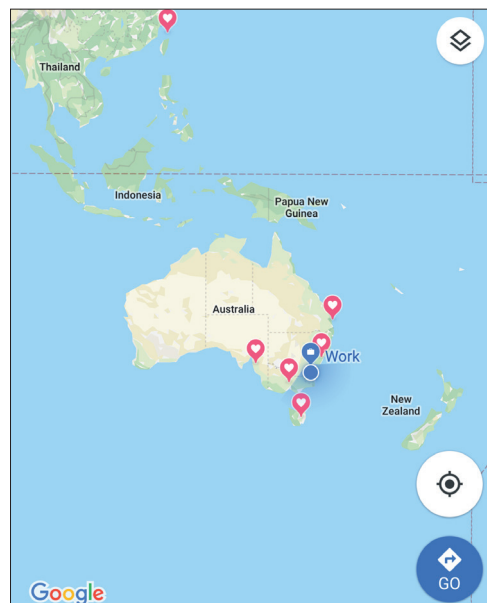 Thailand
Indonesia
Papua New
Guinea
Australia
Work
New
Zealand
GO
Google